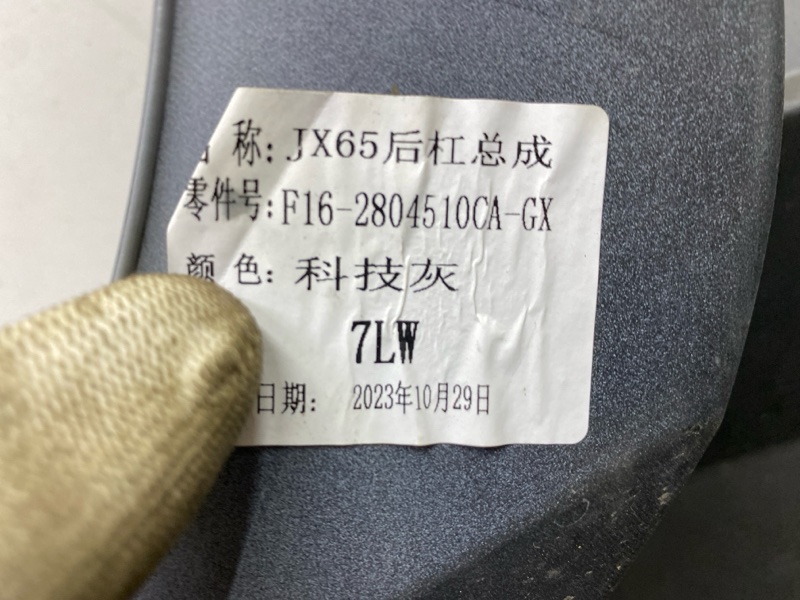 称: JX65后杠总成
零件号: F16-2804510CA-GX
颜 色: 科技灰
7LW
日期: 2023年10月29日